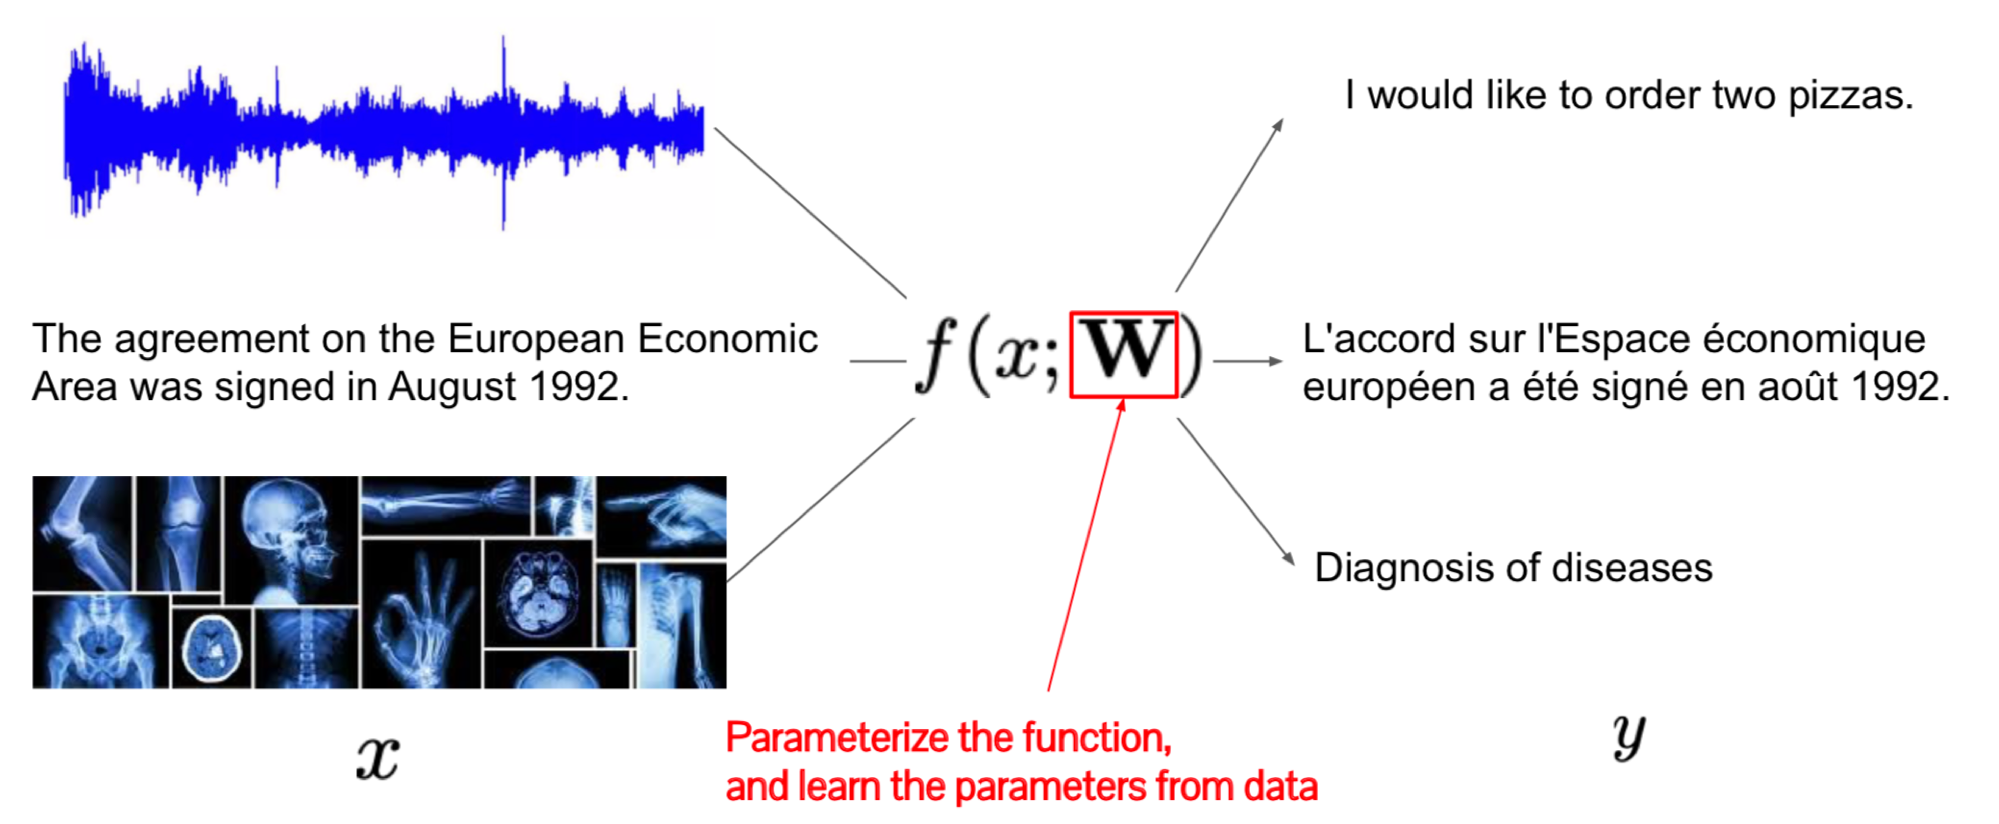 I would like to order two pizzas.
The agreement on the European Economic
Area was signed in August 1992.
f(x; W)
L'accord sur l'Espace économique
européen a été signé en août 1992.
Diagnosis of diseases
x
Parameterize the function,
and learn the parameters from data
y